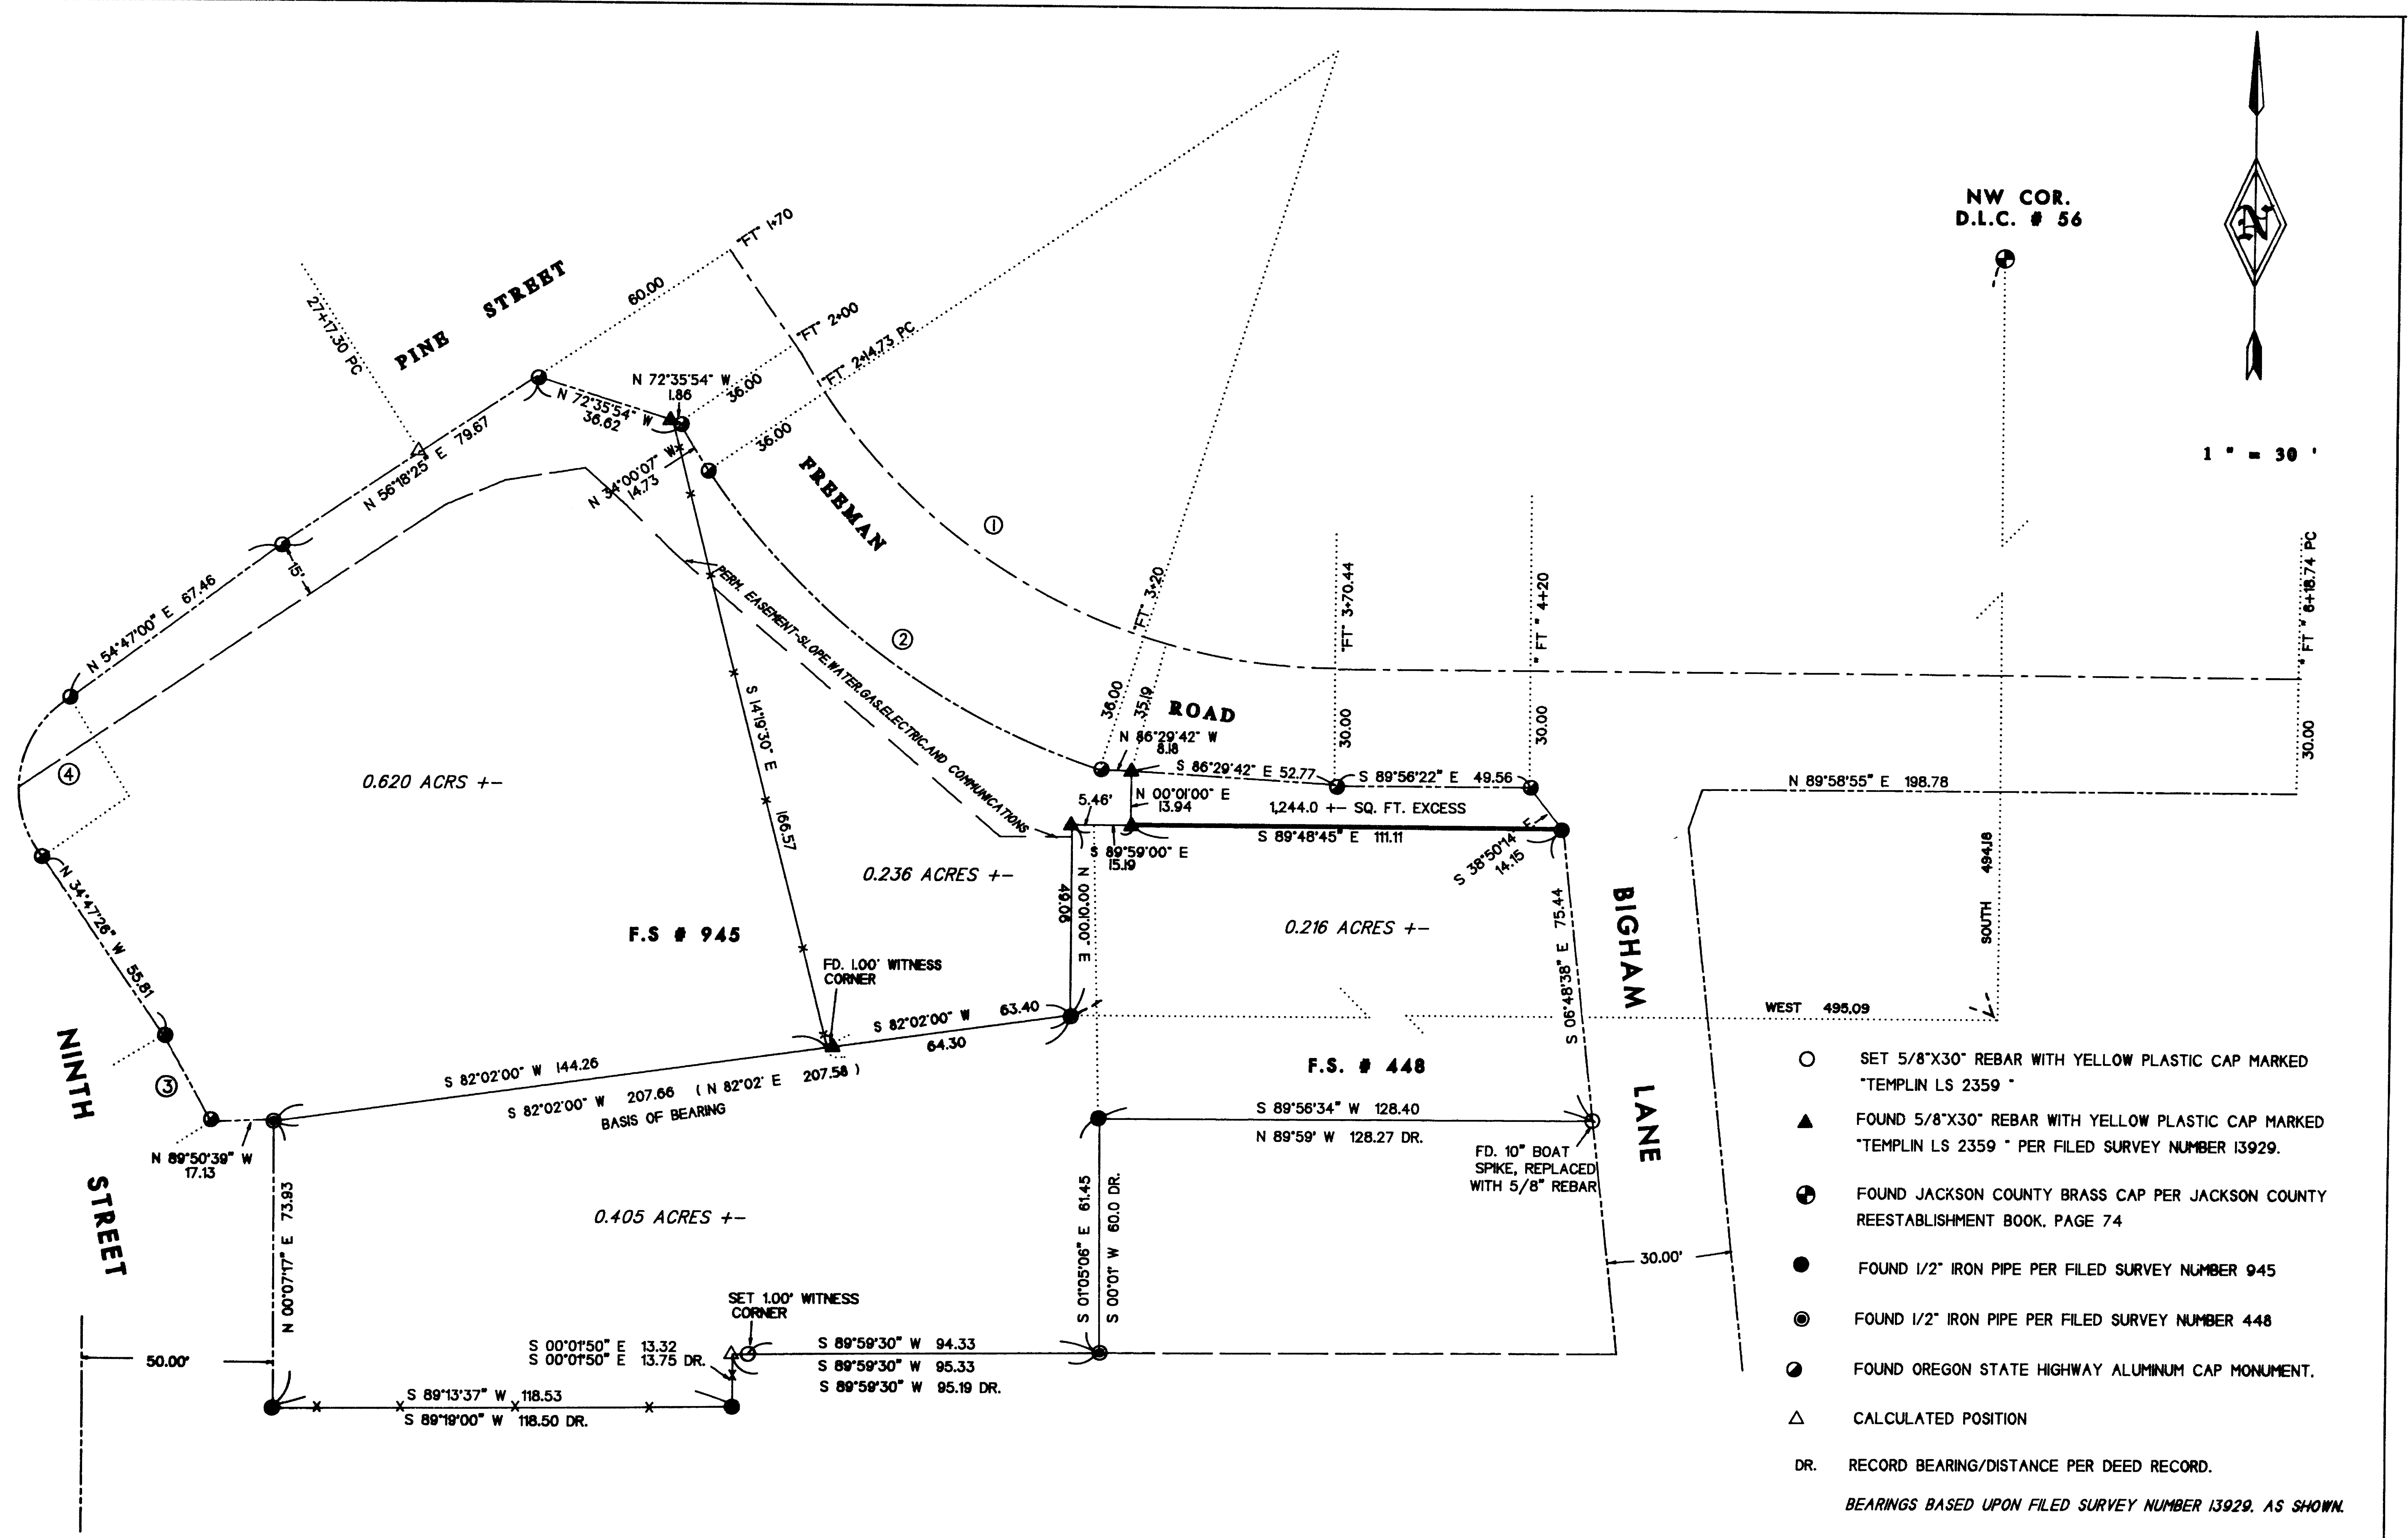 NW COR.
D.L.C. # 56
N
1 " = 30 '
"FT" 1+70
60.00
PINE STREET
27+17.30 PC
"FT" 2+00
"FT" 2+14.73 PC
N 72°35'54" W
1.86
36.00
N 72°35'54" W
36.62
36.00
N 56°18'25" E 79.67
N 34°00'07" W
14.73
FREEMAN
1
15'
N 54°47'00" E 67.46
PERM. EASEMENT-SLOPE,WATER,GAS,ELECTRIC,AND COMMUNICATIONS
2
"FT" 3+20
"FT" 3+70.44
" FT " 4+20
" FT " 6+18.74 PC
36.00
35.19
ROAD
30.00
30.00
30.00
N 86°29'42" W
8.18
S 86°29'42" E 52.77
S 89°56'22" E 49.56
N 89°58'55" E 198.78
4
0.620 ACRS +-
S 14°19'30" E 166.57
5.46'
N 00°01'00" E
13.94
1,244.0 +- SQ. FT. EXCESS
S 89°48'45" E 111.11
S 89°59'00" E
15.19
S 38°50'14" E
14.15
0.236 ACRES +-
N 00°01'00" E
49.06
N 34°47'26" W 55.81
F.S # 945
0.216 ACRES +-
S 06°48'38" E 75.44
BIGHAM LANE
SOUTH 494.18
FD. 1.00' WITNESS
CORNER
S 82°02'00" W 63.40
64.30
WEST 495.09
NINTH STREET
3
S 82°02'00" W 144.26
S 82°02'00" W 207.66 ( N 82°02' E 207.58 )
BASIS OF BEARING
F.S. # 448
S 89°56'34" W 128.40
N 89°59' W 128.27 DR.
FD. 10" BOAT
SPIKE, REPLACED
WITH 5/8" REBAR
N 89°50'39" W
17.13
N 00°07'17" E 73.93
0.405 ACRES +-
S 01°05'06" E 61.45
S 00°01' W 60.0 DR.
30.00'
SET 1.00' WITNESS
CORNER
S 00°01'50" E 13.32
S 00°01'50" E 13.75 DR.
S 89°59'30" W 94.33
S 89°59'30" W 95.33
S 89°59'30" W 95.19 DR.
50.00'
S 89°13'37" W 118.53
S 89°19'00" W 118.50 DR.
SET 5/8"X30" REBAR WITH YELLOW PLASTIC CAP MARKED
"TEMPLIN LS 2359 "
FOUND 5/8"X30" REBAR WITH YELLOW PLASTIC CAP MARKED
"TEMPLIN LS 2359 " PER FILED SURVEY NUMBER 13929.
FOUND JACKSON COUNTY BRASS CAP PER JACKSON COUNTY
REESTABLISHMENT BOOK. PAGE 74
FOUND 1/2" IRON PIPE PER FILED SURVEY NUMBER 945
FOUND 1/2" IRON PIPE PER FILED SURVEY NUMBER 448
FOUND OREGON STATE HIGHWAY ALUMINUM CAP MONUMENT.
CALCULATED POSITION
DR. RECORD BEARING/DISTANCE PER DEED RECORD.
BEARINGS BASED UPON FILED SURVEY NUMBER 13929. AS SHOWN.